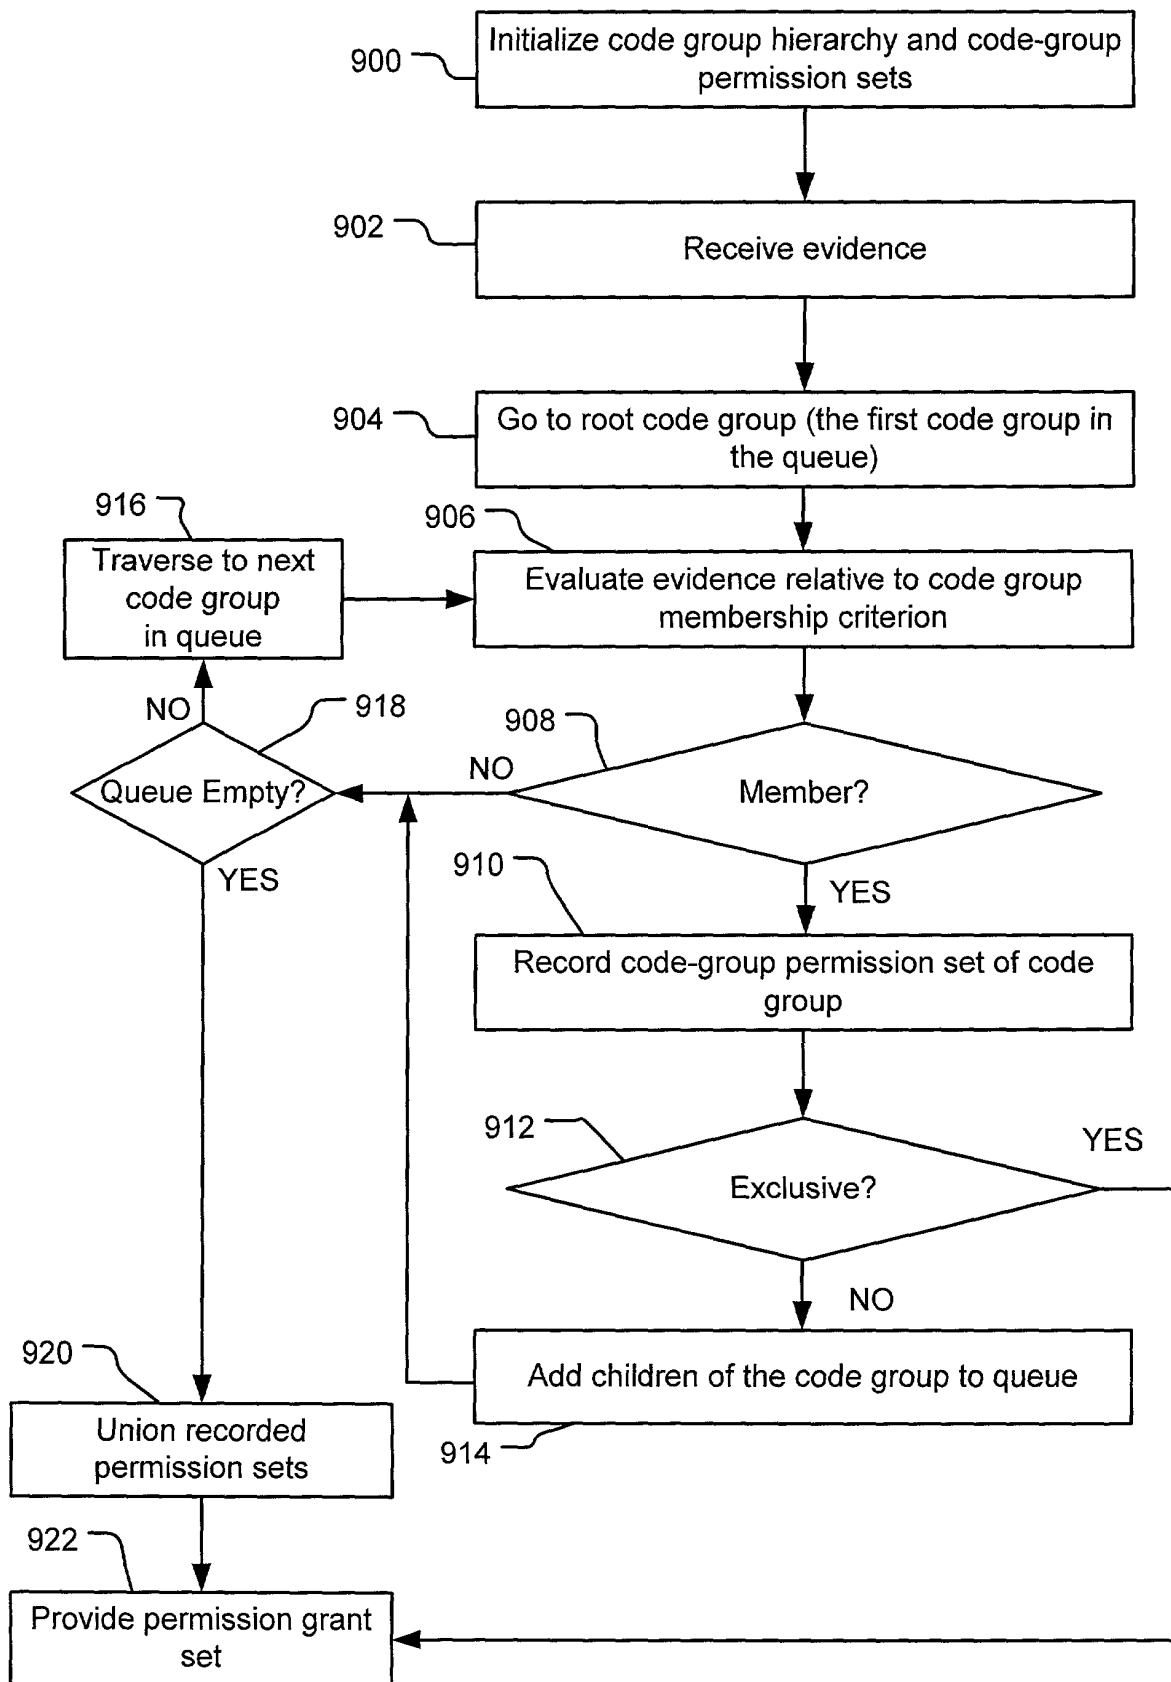 Initialize code group hierarchy and code-group
permission sets
900
902
Receive evidence
904
Go to root code group (the first code group in
the queue)
916
906
Traverse to next
code group
in queue
Evaluate evidence relative to code group
membership criterion
NO
918
908
NO
Queue Empty?
Member?
YES
910
YES
Record code-group permission set of code
group
912
YES
Exclusive?
NO
920
Add children of the code group to queue
914
Union recorded
permission sets
922
Provide permission grant
set